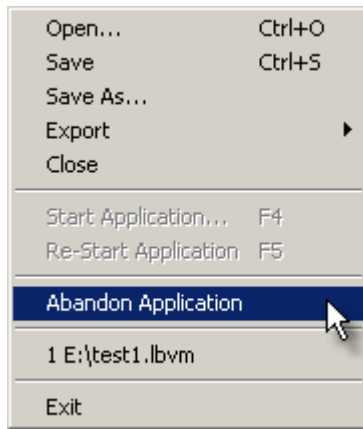 Open... Ctrl+O
Save Ctrl+S
Save As...
Export
Close
Start Application... F4
Re-Start Application F5
Abandon Application
1 E:\test1.lbvm
Exit